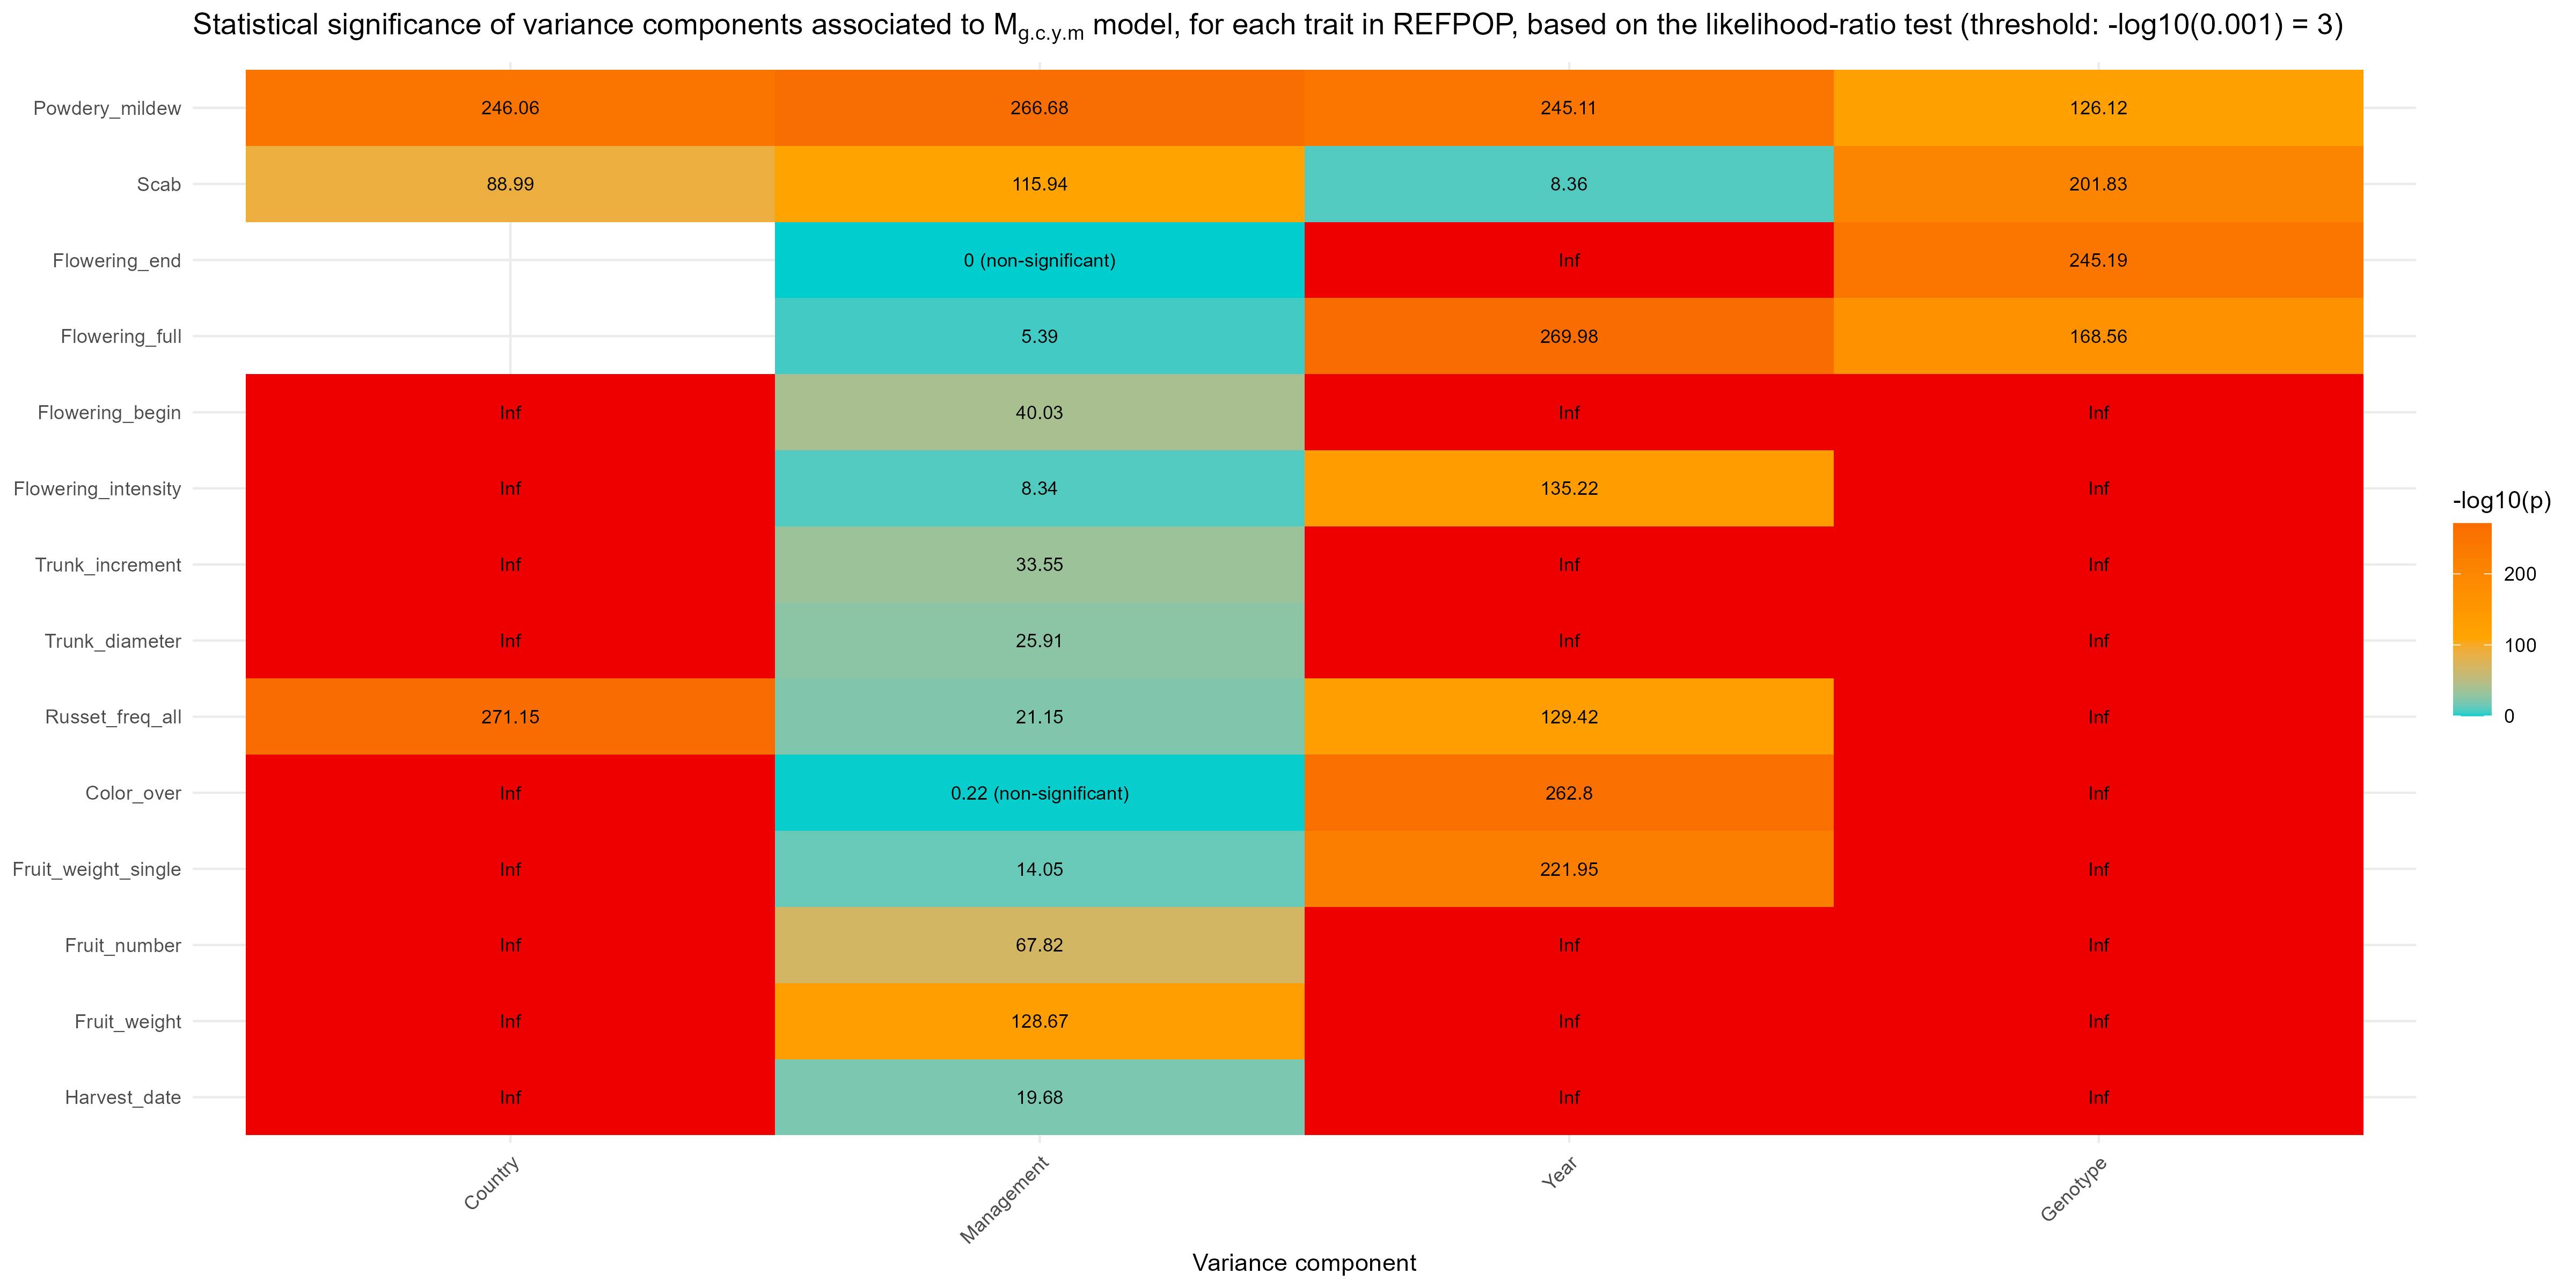 Statistical significance of variance components associated to Mg.c.y.m model, for each trait in REFPOP, based on the likelihood-ratio test (threshold: -log10(0.001) = 3)
Powdery_mildew 246.06 266.68 245.11 126.12
Scab 88.99 115.94 8.36 201.83
Flowering_end 0 (non-significant) Inf 245.19
Flowering_full 5.39 269.98 168.56
Flowering_begin Inf 40.03 Inf Inf
Flowering_intensity Inf 8.34 135.22 Inf
Trunk_increment Inf 33.55 Inf Inf
Trunk_diameter Inf 25.91 Inf Inf
Russet_freq_all 271.15 21.15 129.42 Inf
Color_over Inf 0.22 (non-significant) 262.8 Inf
Fruit_weight_single Inf 14.05 221.95 Inf
Fruit_number Inf 67.82 Inf Inf
Fruit_weight Inf 128.67 Inf Inf
Harvest_date Inf 19.68 Inf Inf
Country Management Year Genotype
Variance component
-log10(p)
200
100
0